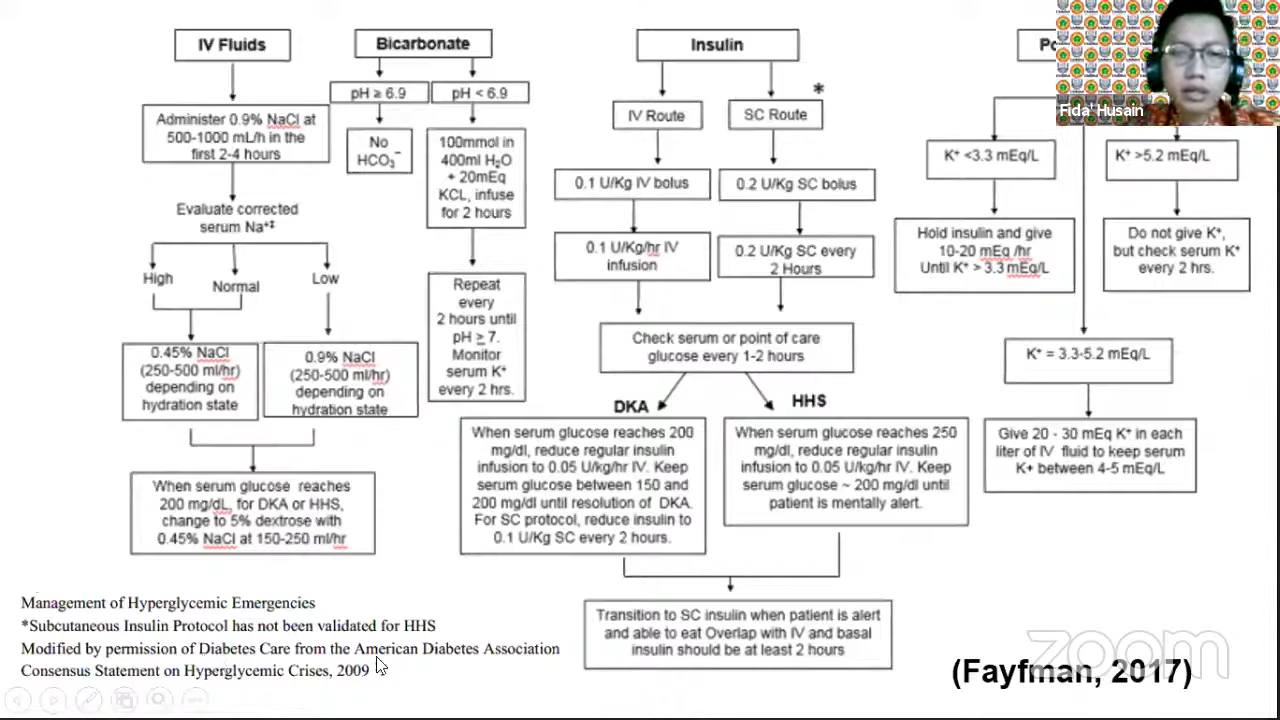 IV Fluids
Administer 0.9% NaCl at
500-1000 mL/h in the
first 2-4 hours
Evaluate corrected
serum Na⁺‡
High
Normal
Low
0.45% NaCl
(250-500 ml/hr)
depending on
hydration state
0.9% NaCl
(250-500 ml/hr)
depending on
hydration state
When serum glucose reaches
200 mg/dL, for DKA or HHS,
change to 5% dextrose with
0.45% NaCl at 150-250 ml/hr
Bicarbonate
pH ≥ 6.9
pH < 6.9
No
HCO₃⁻
100mmol in
400ml H₂O
+ 20mEq
KCL, infuse
for 2 hours
Repeat
every
2 hours until
pH ≥ 7.
Monitor
serum K⁺
every 2 hrs.
Insulin
*
IV Route
SC Route
0.1 U/Kg IV bolus
0.2 U/Kg SC bolus
0.1 U/Kg/hr IV
infusion
0.2 U/Kg SC every
2 Hours
Check serum or point of care
glucose every 1-2 hours
DKA
HHS
When serum glucose reaches 200
mg/dl, reduce regular insulin
infusion to 0.05 U/kg/hr IV. Keep
serum glucose between 150 and
200 mg/dl until resolution of DKA.
For SC protocol, reduce insulin to
0.1 U/Kg SC every 2 hours.
When serum glucose reaches 250
mg/dl, reduce regular insulin
infusion to 0.05 U/kg/hr IV. Keep
serum glucose ~ 200 mg/dl until
patient is mentally alert.
Transition to SC insulin when patient is alert
and able to eat Overlap with IV and basal
insulin should be at least 2 hours
Fida' Husain
K⁺ <3.3 mEq/L
K⁺ >5.2 mEq/L
Hold insulin and give
10-20 mEq /hr
Until K⁺ > 3.3 mEq/L
Do not give K⁺,
but check serum K⁺
every 2 hrs.
K⁺ = 3.3-5.2 mEq/L
Give 20 - 30 mEq K⁺ in each
liter of IV fluid to keep serum
K+ between 4-5 mEq/L
Management of Hyperglycemic Emergencies
*Subcutaneous Insulin Protocol has not been validated for HHS
Modified by permission of Diabetes Care from the American Diabetes Association
Consensus Statement on Hyperglycemic Crises, 2009
(Fayfman, 2017)
zoom